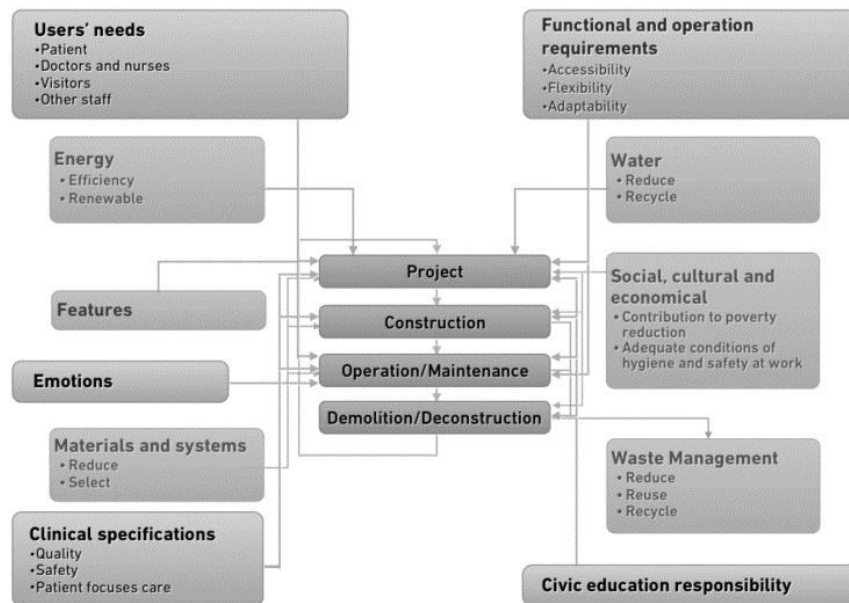 Users' needs
•Patient
•Doctors and nurses
•Visitors
•Other staff
Functional and operation
requirements
•Accessibility
•Flexibility
•Adaptability
Energy
• Efficiency
• Renewable
Water
• Reduce
• Recycle
Project
Social, cultural and
economical
• Contribution to poverty
reduction
• Adequate conditions of
hygiene and safety at work
Features
Construction
Emotions
Operation/Maintenance
Demolition/Deconstruction
Materials and systems
• Reduce
• Select
Waste Management
• Reduce
• Reuse
• Recycle
Clinical specifications
•Quality
•Safety
•Patient focuses care
Civic education responsibility